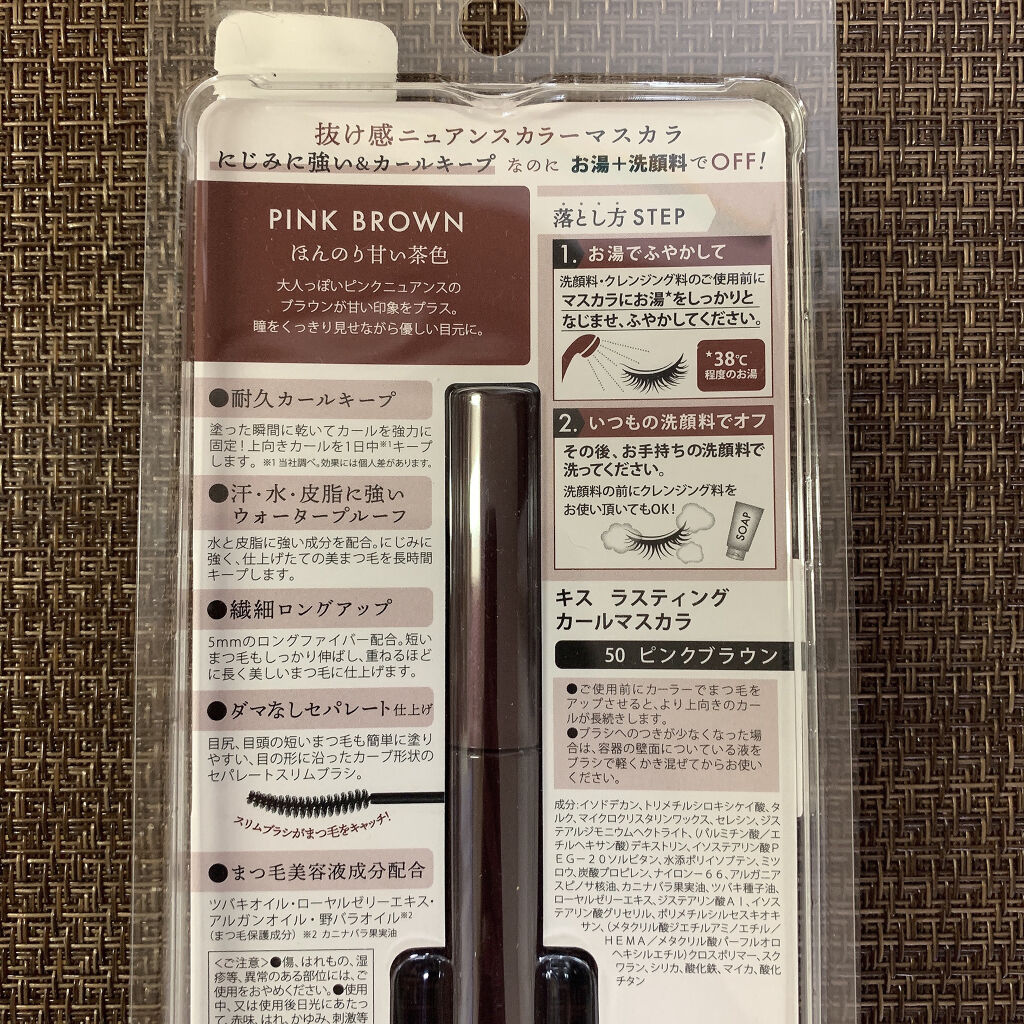 抜け感ニュアンスカラーマスカラ
にじみに強い&カールキープ なのに お湯+洗顔料でOFF!
PINK BROWN
ほんのり甘い茶色
大人っぽいピンクニュアンスの
ブラウンが甘い印象をプラス。
瞳をくっきり見せながら優しい目元に。
●耐久カールキープ
塗った瞬間に乾いてカールを強力に
固定!上向きカールを1日中※1キープ
します。※1 当社調べ。効果には個人差があります。
●汗・水・皮脂に強い
ウォータープルーフ
水と皮脂に強い成分を配合。にじみに
強く、仕上げたての美まつ毛を長時間
キープします。
●繊細ロングアップ
5mmのロングファイバー配合。短い
まつ毛もしっかり伸ばし、重ねるほど
に長く美しいまつ毛に仕上げます。
●ダマなしセパレート仕上げ
目尻、目頭の短いまつ毛も簡単に塗り
やすい、目の形に沿ったカーブ形状の
セパレートスリムブラシ。
スリムブラシがまつ毛をキャッチ!
●まつ毛美容液成分配合
ツバキオイル・ローヤルゼリーエキス・
アルガンオイル・野バラオイル※2
(まつ毛保護成分) ※2 カニナバラ果実油
<ご注意>●傷、はれもの、湿
疹等、異常のある部位には、ご
使用をおやめください。●使用
中、又は使用後日光にあたっ
て、赤味、はれ、かゆみ、刺激等
落とし方 STEP
1. お湯でふやかして
洗顔料・クレンジング料のご使用前に
マスカラにお湯*をしっかりと
なじませ、ふやかしてください。
*38℃
程度のお湯
2. いつもの洗顔料でオフ
その後、お手持ちの洗顔料で
洗ってください。
洗顔料の前にクレンジング料を
お使い頂いてもOK!
SOAP
キス ラスティング
カールマスカラ
50 ピンクブラウン
●ご使用前にカーラーでまつ毛を
アップさせると、より上向きのカー
ルが長続きします。
●ブラシへのつきが少なくなった場
合は、容器の壁面についている液を
ブラシで軽くかき混ぜてからお使い
ください。
成分:イソドデカン、トリメチルシロキシケイ酸、タ
ルク、マイクロクリスタリンワックス、セレシン、ジス
テアルジモニウムヘクトライト、(パルミチン酸/エ
チルヘキサン酸)デキストリン、イソステアリン酸P
EG-20ソルビタン、水添ポリイソブテン、ミツ
ロウ、炭酸プロピレン、ナイロン-66、アルガニア
スピノサ核油、カニナバラ果実油、ツバキ種子油、
ローヤルゼリーエキス、ジステアリン酸Al、イソス
テアリン酸グリセリル、ポリメチルシルセスキオキ
サン、(メタクリル酸ジエチルアミノエチル/
HEMA/メタクリル酸パーフルオロ
ヘキシルエチル)クロスポリマー、スク
ワラン、シリカ、酸化鉄、マイカ、酸化
チタン